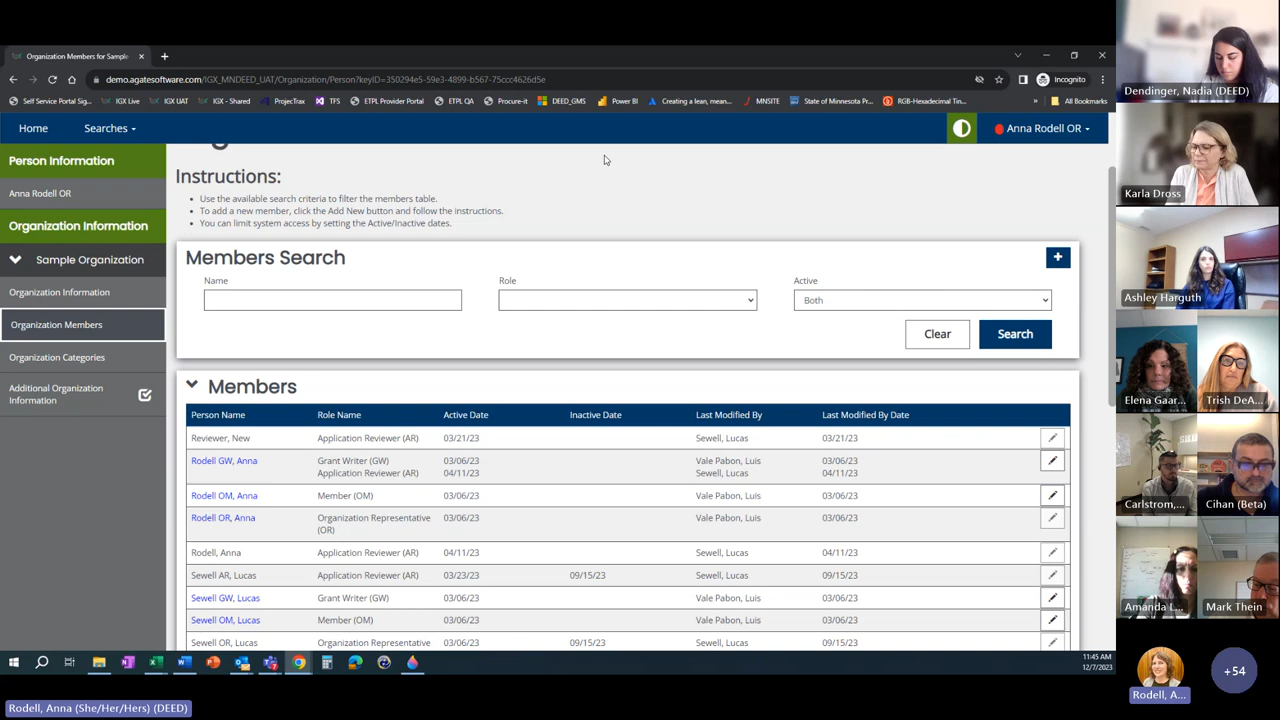 Organization Members for Sample
demo.agatesoftware.com/IGX_MNDEED_UAT/Organization/Person?keyID=350294e5-59e3-4899-b567-75ccc4626d5e
Incognito
Self Service Portal Sig...
IGX Live
IGX UAT
IGX - Shared
ProjecTrax
TFS
ETPL Provider Portal
ETPL QA
Procure-it
DEED_GMS
Power BI
Creating a lean, mean...
MNSITE
State of Minnesota Pr...
RGB-Hexadecimal Tin...
»
All Bookmarks
Home
Searches
Anna Rodell OR
Person Information
Anna Rodell OR
Organization Information
Sample Organization
Organization Information
Organization Members
Organization Categories
Additional Organization
Information
Instructions:
• Use the available search criteria to filter the members table.
• To add a new member, click the Add New button and follow the instructions.
• You can limit system access by setting the Active/Inactive dates.
Members Search
+
Name
Role
Active
Both
Clear
Search
Members
Person Name Role Name Active Date Inactive Date Last Modified By Last Modified By Date
Reviewer, New Application Reviewer (AR) 03/21/23 Sewell, Lucas 03/21/23
Rodell GW, Anna Grant Writer (GW) 03/06/23 Vale Pabon, Luis 03/06/23
Application Reviewer (AR) 04/11/23 Sewell, Lucas 04/11/23
Rodell OM, Anna Member (OM) 03/06/23 Vale Pabon, Luis 03/06/23
Rodell OR, Anna Organization Representative 03/06/23 Vale Pabon, Luis 03/06/23
(OR)
Rodell, Anna Application Reviewer (AR) 04/11/23 Sewell, Lucas 04/11/23
Sewell AR, Lucas Application Reviewer (AR) 03/23/23 09/15/23 Sewell, Lucas 09/15/23
Sewell GW, Lucas Grant Writer (GW) 03/06/23 Vale Pabon, Luis 03/06/23
Sewell OM, Lucas Member (OM) 03/06/23 Vale Pabon, Luis 03/06/23
Sewell OR, Lucas Organization Representative 03/06/23 09/15/23 Sewell, Lucas 09/15/23
11:45 AM
12/7/2023
Rodell, Anna (She/Her/Hers) (DEED)
Dendinger, Nadia (DEED)
Karla Dross
Ashley Harguth
Elena Gaar...
Trish DeA...
Carlstrom,...
Cihan (Beta)
Amanda L...
Mark Thein
Rodell, A...
+54